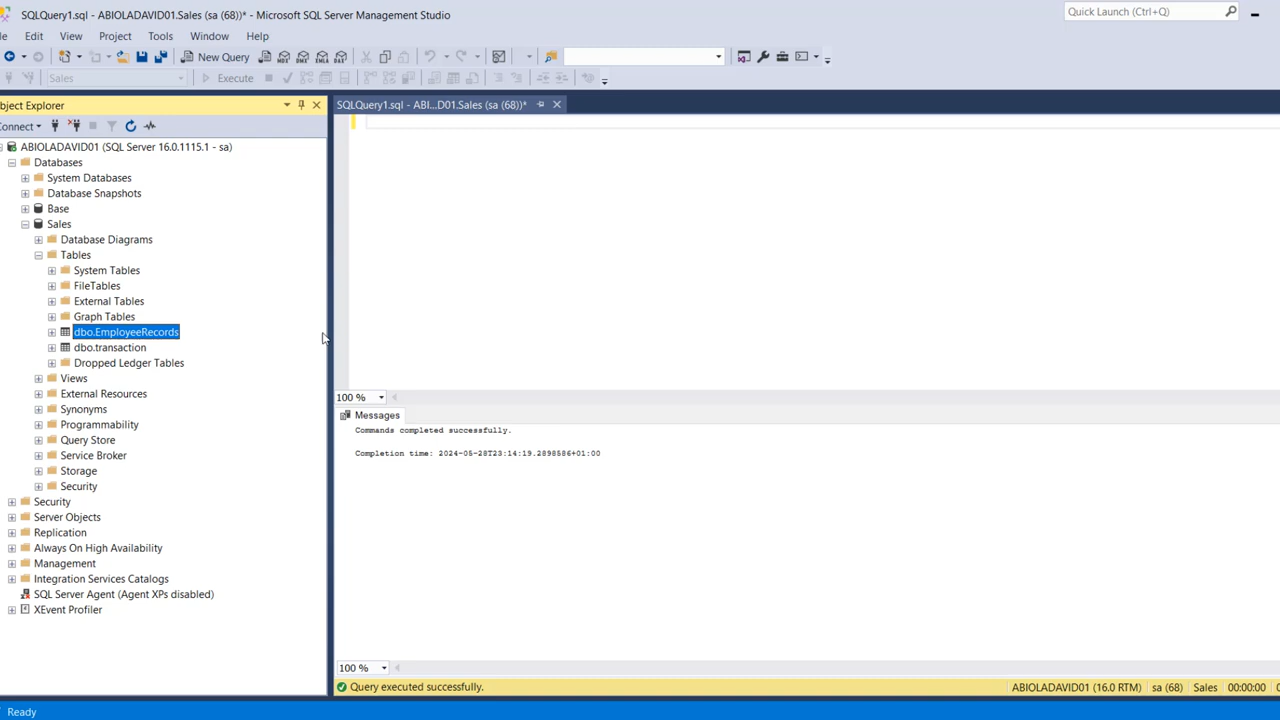 SQLQuery1.sql - ABIOLADAVID01.Sales (sa (68))* - Microsoft SQL Server Management Studio
Quick Launch (Ctrl+Q)
Edit View Project Tools Window Help
New Query
Sales
Execute
bject Explorer
SQLQuery1.sql - ABI...D01.Sales (sa (68))*
onnect
ABIOLADAVID01 (SQL Server 16.0.1115.1 - sa)
Databases
System Databases
Database Snapshots
Base
Sales
Database Diagrams
Tables
System Tables
FileTables
External Tables
Graph Tables
dbo.EmployeeRecords
dbo.transaction
Dropped Ledger Tables
Views
External Resources
Synonyms
Programmability
Query Store
Service Broker
Storage
Security
Security
Server Objects
Replication
Always On High Availability
Management
Integration Services Catalogs
SQL Server Agent (Agent XPs disabled)
XEvent Profiler
100 %
Messages
Commands completed successfully.
Completion time: 2024-05-28T23:14:19.2898586+01:00
100 %
Query executed successfully.
ABIOLADAVID01 (16.0 RTM) sa (68) Sales 00:00:00
Ready